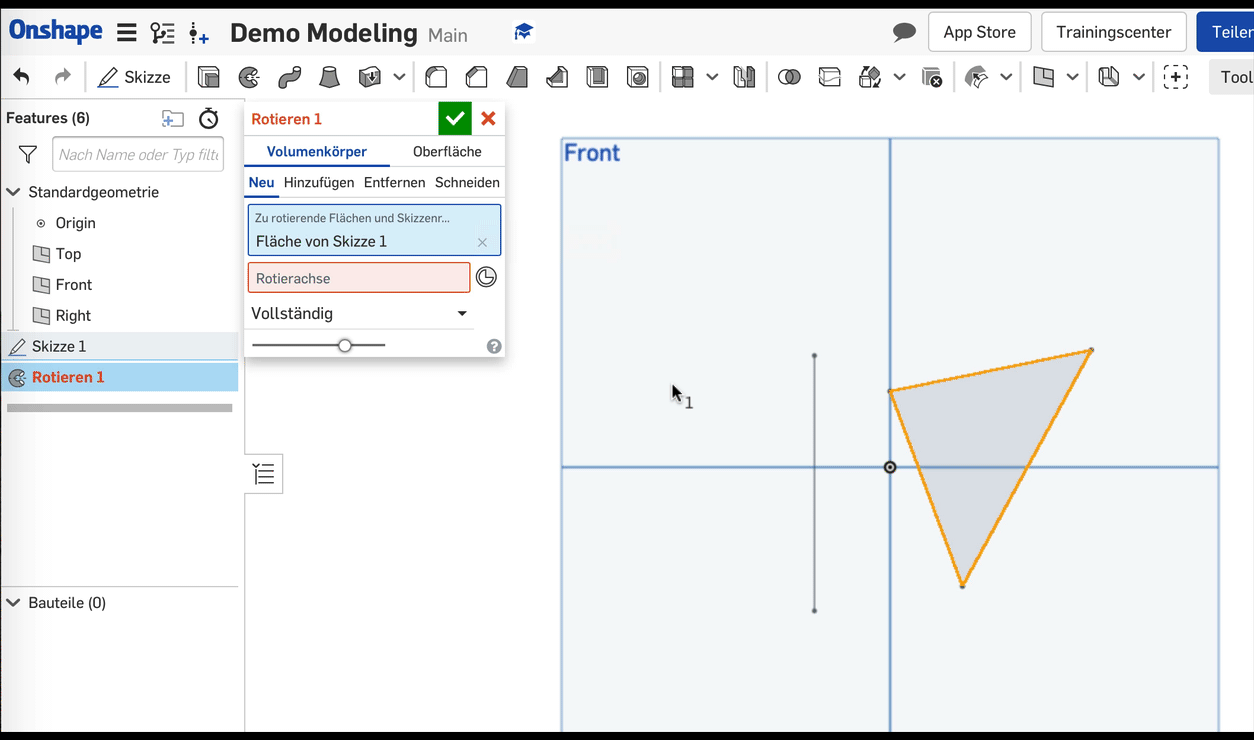 Onshape Demo Modeling Main App Store Trainingscenter Teilen
Skizze Tool
Features (6)
Nach Name oder Typ filte
Standardgeometrie
Origin
Top
Front
Right
Skizze 1
Rotieren 1
Bauteile (0)
Rotieren 1
Volumenkörper Oberfläche
Neu Hinzufügen Entfernen Schneiden
Zu rotierende Flächen und Skizzenr...
Fläche von Skizze 1
Rotierachse
Vollständig
Front
1